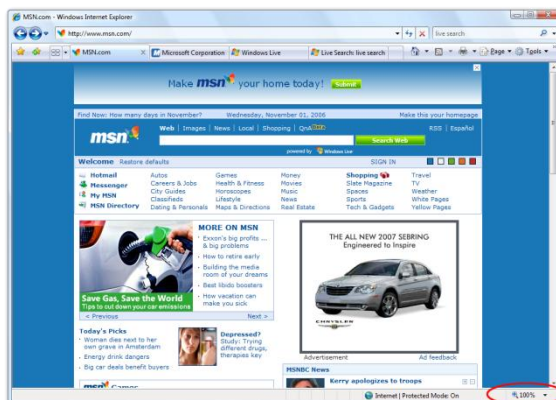 MSN.com - Windows Internet Explorer
http://www.msn.com/
live search
MSN.com
Microsoft Corporation
Windows Live
Live Search: live search
Page
Tools
Make msn your home today! Submit
Find Now: How many days in November?
Wednesday, November 01, 2006
Make this your homepage
msn
Web | Images | News | Local | Shopping | QnA
RSS | Español
Search Web
powered by Windows Live
Welcome Restore defaults
SIGN IN
Hotmail
Messenger
My MSN
MSN Directory
Autos
Careers & Jobs
City Guides
Classifieds
Dating & Personals
Games
Health & Fitness
Horoscopes
Lifestyle
Maps & Directions
Money
Movies
Music
News
Real Estate
Shopping
Slate Magazine
Spaces
Sports
Tech & Gadgets
Travel
TV
Weather
White Pages
Yellow Pages
Save Gas, Save the World
Tips to cut down your car emissions
< Previous
Next >
MORE ON MSN
Exxon's big profits ...
& big problems
How to retire early
Building the media
room of your dreams
Best libido boosters
How vacation can
make you sick
THE ALL NEW 2007 SEBRING
Engineered to Inspire
CHRYSLER
Advertisement
Ad feedback
Today's Picks
Woman dies next to her
own grave in Amsterdam
Energy drink dangers
Big car deals benefit buyers
Depressed?
Study: Trying
different drugs,
therapies key
MSNBC News
Kerry apologizes to troops
msn Games
Internet | Protected Mode: On
100%